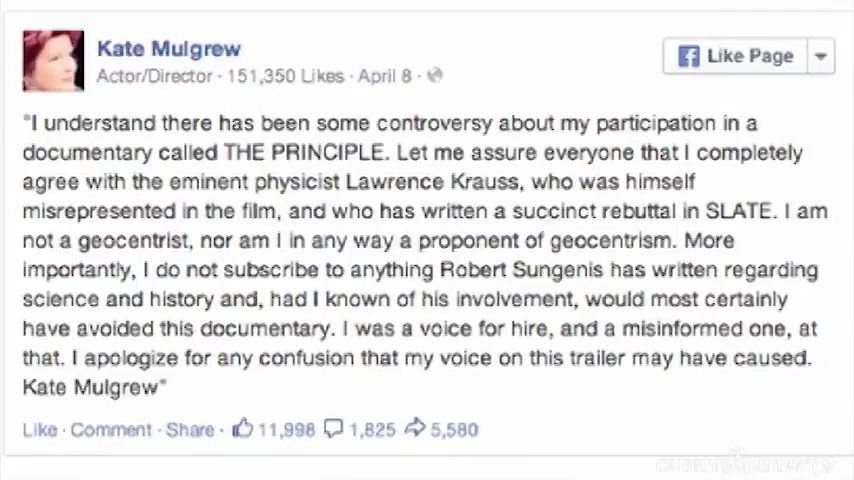 Kate Mulgrew
Like Page
Actor/Director · 151,350 Likes · April 8 ·
"I understand there has been some controversy about my participation in a
documentary called THE PRINCIPLE. Let me assure everyone that I completely
agree with the eminent physicist Lawrence Krauss, who was himself
misrepresented in the film, and who has written a succinct rebuttal in SLATE. I am
not a geocentrist, nor am I in any way a proponent of geocentrism. More
importantly, I do not subscribe to anything Robert Sungenis has written regarding
science and history and, had I known of his involvement, would most certainly
have avoided this documentary. I was a voice for hire, and a misinformed one, at
that. I apologize for any confusion that my voice on this trailer may have caused.
Kate Mulgrew"
Like · Comment · Share · 11,998 1,825 5,580